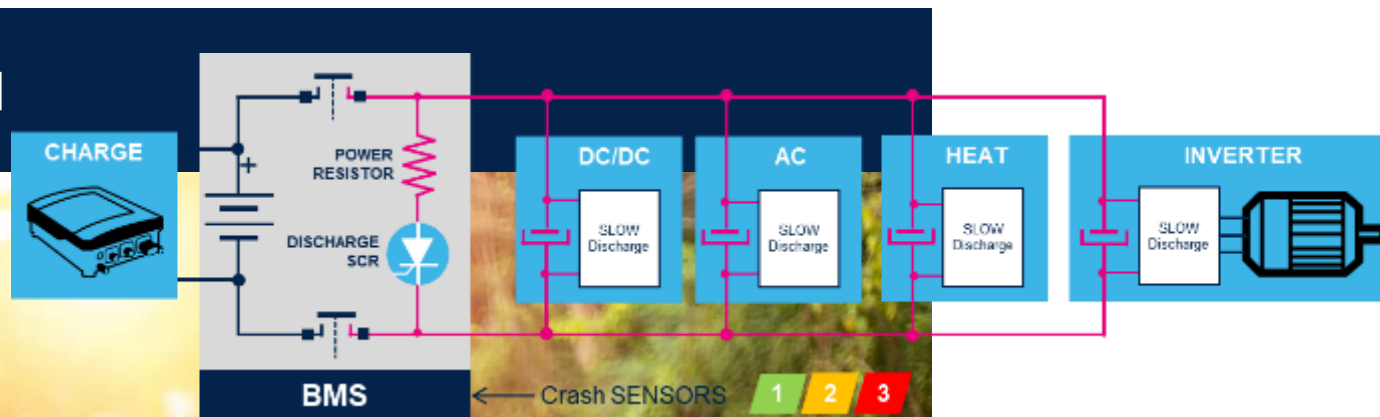 CHARGE
+
POWER
RESISTOR
DISCHARGE
SCR
DC/DC
SLOW
Discharge
AC
SLOW
Discharge
HEAT
SLOW
Discharge
INVERTER
SLOW
Discharge
BMS
Crash SENSORS
1
2
3